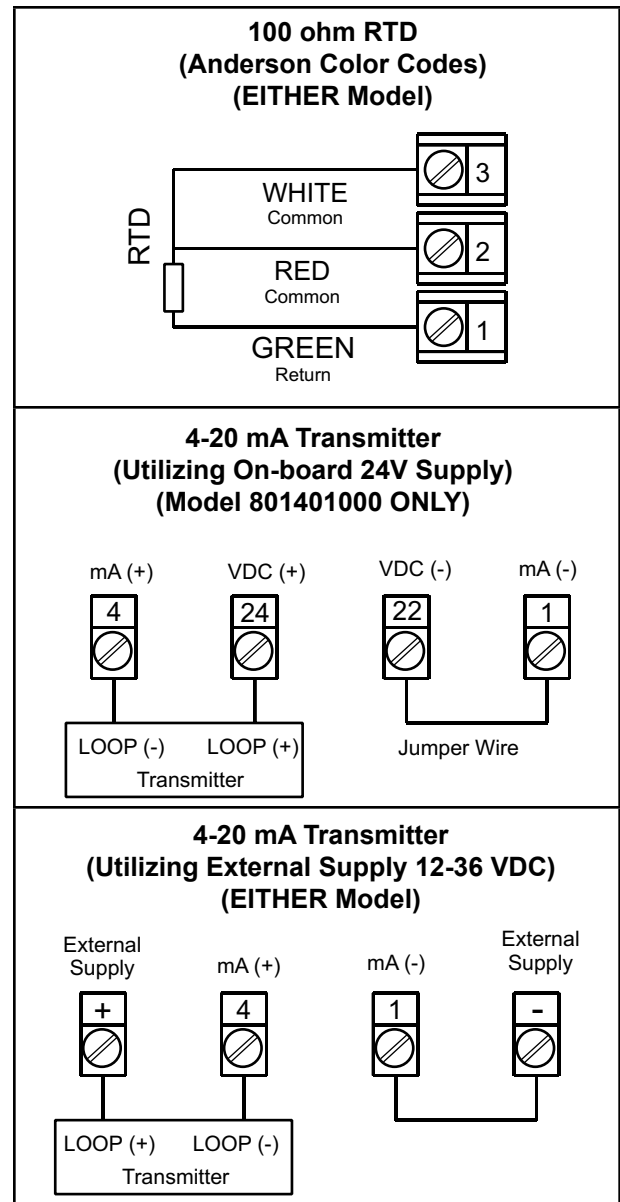 100 ohm RTD
(Anderson Color Codes)
(EITHER Model)
RTD
WHITE
Common
3
RED
Common
2
GREEN
Return
1
4-20 mA Transmitter
(Utilizing On-board 24V Supply)
(Model 801401000 ONLY)
mA (+) VDC (+) VDC (-) mA (-)
4 24 22 1
LOOP (-) LOOP (+)
Transmitter
Jumper Wire
4-20 mA Transmitter
(Utilizing External Supply 12-36 VDC)
(EITHER Model)
External
Supply
mA (+)
mA (-)
External
Supply
+ 4 1 -
LOOP (+) LOOP (-)
Transmitter